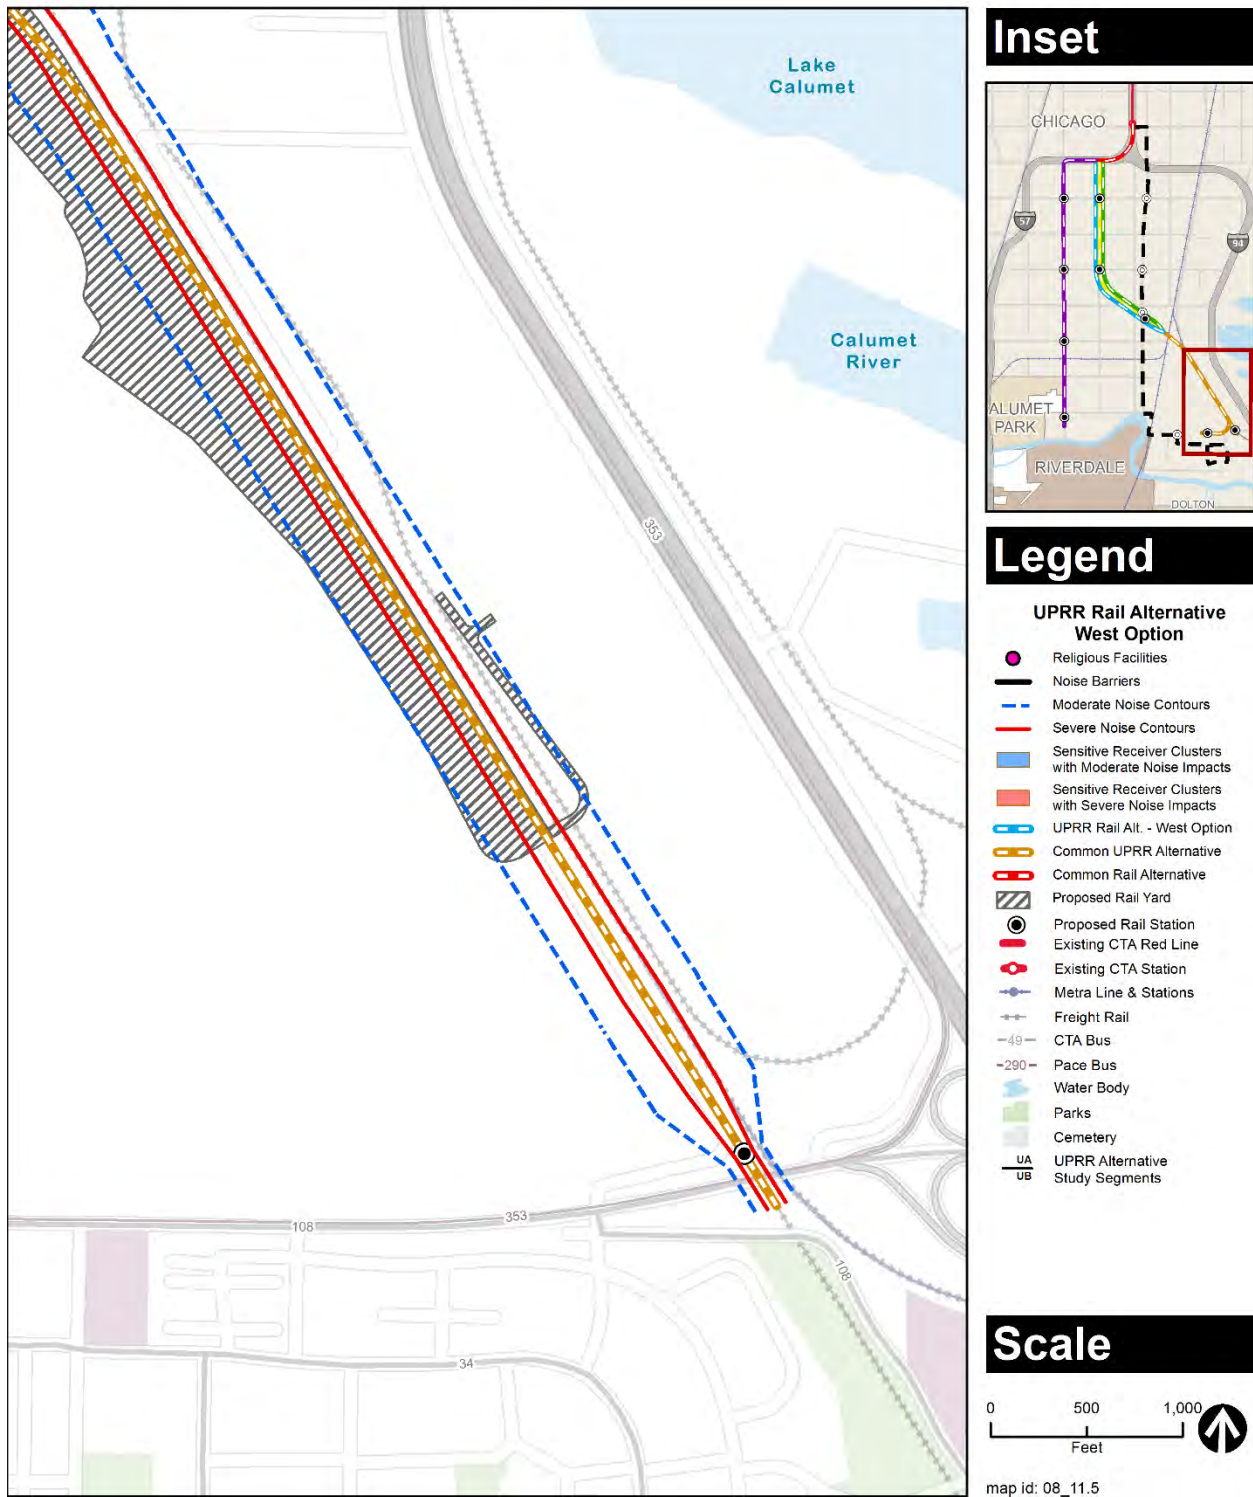 Lake
Calumet
Calumet
River
353
353
108
108
34
Inset
CHICAGO
57
94
ALUMET
PARK
RIVERDALE
DOLTON
Legend
UPRR Rail Alternative
West Option
Religious Facilities
Noise Barriers
Moderate Noise Contours
Severe Noise Contours
Sensitive Receiver Clusters
with Moderate Noise Impacts
Sensitive Receiver Clusters
with Severe Noise Impacts
UPRR Rail Alt. - West Option
Common UPRR Alternative
Common Rail Alternative
Proposed Rail Yard
Proposed Rail Station
Existing CTA Red Line
Existing CTA Station
Metra Line & Stations
Freight Rail
49 CTA Bus
290 Pace Bus
Water Body
Parks
Cemetery
UA UPRR Alternative
UB Study Segments
Scale
0 500 1,000
Feet
map id: 08_11.5